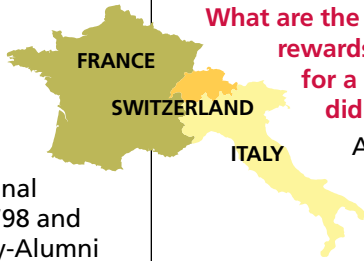 What are the
rewards
for a
did
FRANCE
SWITZERLAND
ITALY
A
nal
98 and
y-Alumni